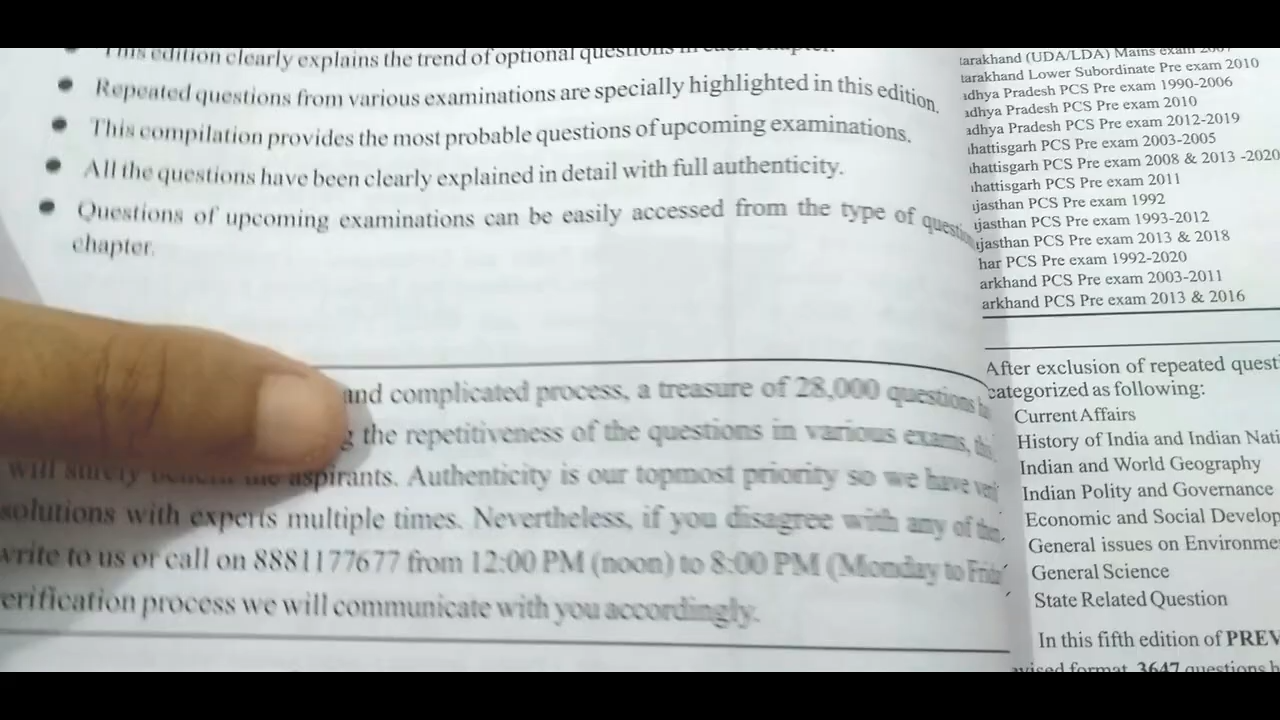 This edition clearly explains the trend of optional questions in each chapter.
Repeated questions from various examinations are specially highlighted in this edition.
This compilation provides the most probable questions of upcoming examinations.
All the questions have been clearly explained in detail with full authenticity.
Questions of upcoming examinations can be easily accessed from the type of question
chapter.
and complicated process, a treasure of 28,000 questions
the repetitiveness of the questions in various exams, this
will surely benefit the aspirants. Authenticity is our topmost priority so we have
solutions with experts multiple times. Nevertheless, if you disagree with any of
write to us or call on 8881177677 from 12:00 PM (noon) to 8:00 PM (Monday to
erification process we will communicate with you accordingly.
tarakhand (UDA/LDA) Mains exam 2007
tarakhand Lower Subordinate Pre exam 2010
adhya Pradesh PCS Pre exam 1990-2006
adhya Pradesh PCS Pre exam 2010
adhya Pradesh PCS Pre exam 2012-2019
hattisgarh PCS Pre exam 2003-2005
hattisgarh PCS Pre exam 2008 & 2013 -2020
hattisgarh PCS Pre exam 2011
ijasthan PCS Pre exam 1992
ijasthan PCS Pre exam 1993-2012
ijasthan PCS Pre exam 2013 & 2018
har PCS Pre exam 1992-2020
arkhand PCS Pre exam 2003-2011
arkhand PCS Pre exam 2013 & 2016
After exclusion of repeated questi
categorized as following:
Current Affairs
History of India and Indian Nati
Indian and World Geography
Indian Polity and Governance
Economic and Social Develop
General issues on Environme
General Science
State Related Question
In this fifth edition of PREV
vised format, 3647 questions h